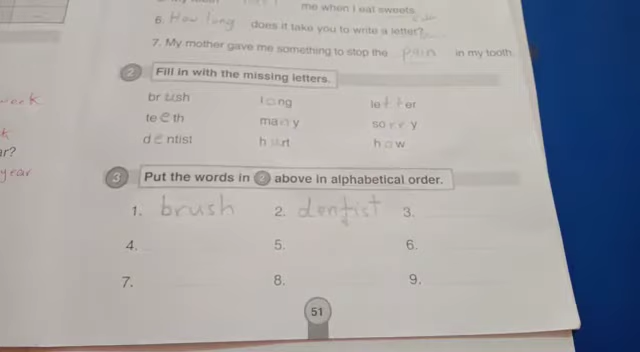 me when I eat sweets.
6. How long does it take you to write a letter?
7. My mother gave me something to stop the pain in my tooth.
2 Fill in with the missing letters.
brush long letter
teeth many sorry
dentist hurt how
week
ar?
year
3 Put the words in 2 above in alphabetical order.
1. brush 2. dentist 3.
4. 5. 6.
7. 8. 9.
51